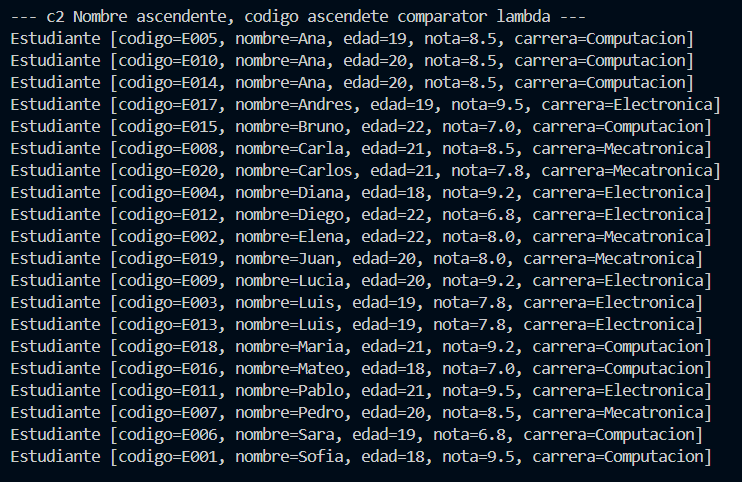 --- c2 Nombre ascendente, codigo ascendete comparator lambda ---
Estudiante [codigo=E005, nombre=Ana, edad=19, nota=8.5, carrera=Computacion]
Estudiante [codigo=E010, nombre=Ana, edad=20, nota=8.5, carrera=Computacion]
Estudiante [codigo=E014, nombre=Ana, edad=20, nota=8.5, carrera=Computacion]
Estudiante [codigo=E017, nombre=Andres, edad=19, nota=9.5, carrera=Electronica]
Estudiante [codigo=E015, nombre=Bruno, edad=22, nota=7.0, carrera=Computacion]
Estudiante [codigo=E008, nombre=Carla, edad=21, nota=8.5, carrera=Mecatronica]
Estudiante [codigo=E020, nombre=Carlos, edad=21, nota=7.8, carrera=Mecatronica]
Estudiante [codigo=E004, nombre=Diana, edad=18, nota=9.2, carrera=Electronica]
Estudiante [codigo=E012, nombre=Diego, edad=22, nota=6.8, carrera=Electronica]
Estudiante [codigo=E002, nombre=Elena, edad=22, nota=8.0, carrera=Mecatronica]
Estudiante [codigo=E019, nombre=Juan, edad=20, nota=8.0, carrera=Mecatronica]
Estudiante [codigo=E009, nombre=Lucia, edad=20, nota=9.2, carrera=Electronica]
Estudiante [codigo=E003, nombre=Luis, edad=19, nota=7.8, carrera=Electronica]
Estudiante [codigo=E013, nombre=Luis, edad=19, nota=7.8, carrera=Electronica]
Estudiante [codigo=E018, nombre=Maria, edad=21, nota=9.2, carrera=Computacion]
Estudiante [codigo=E016, nombre=Mateo, edad=18, nota=7.0, carrera=Computacion]
Estudiante [codigo=E011, nombre=Pablo, edad=21, nota=9.5, carrera=Electronica]
Estudiante [codigo=E007, nombre=Pedro, edad=20, nota=8.5, carrera=Mecatronica]
Estudiante [codigo=E006, nombre=Sara, edad=19, nota=6.8, carrera=Computacion]
Estudiante [codigo=E001, nombre=Sofia, edad=18, nota=9.5, carrera=Computacion]